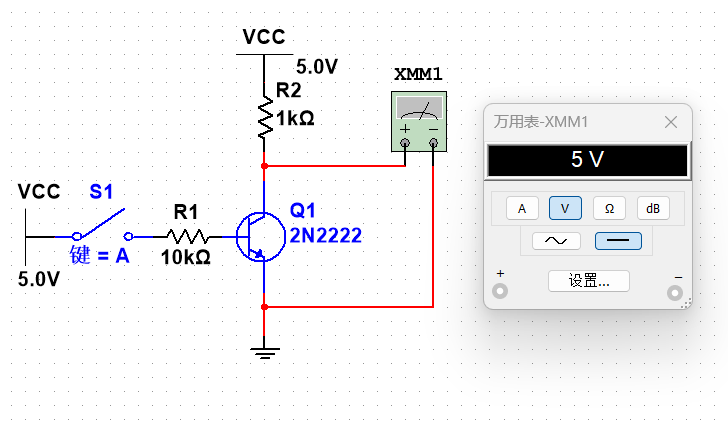 VCC
5.0V
R2
1kΩ
XMM1
+ −
万用表-XMM1
5 V
A V Ω dB
设置...
+ −
VCC
S1
R1
Q1
2N2222
键 = A
10kΩ
5.0V